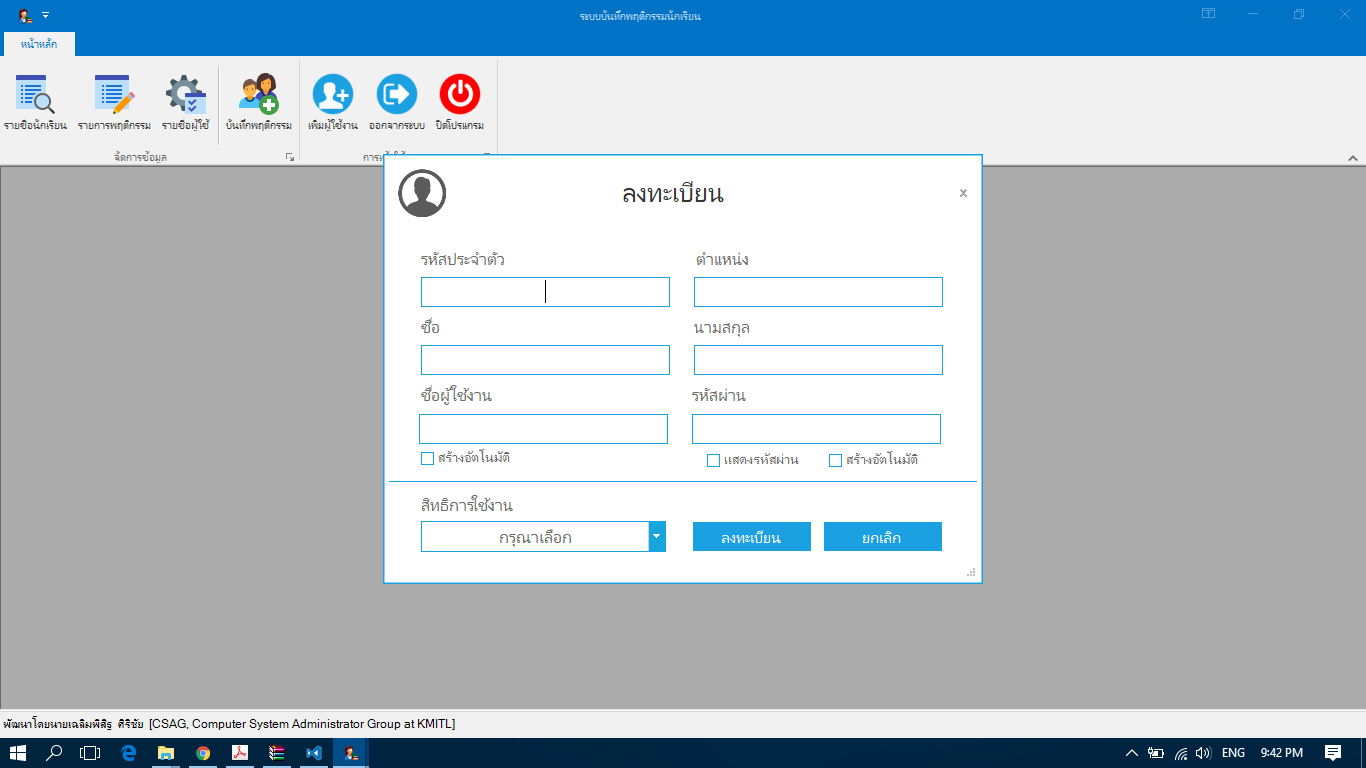 ระบบบันทึกพฤติกรรมนักเรียน
หน้าหลัก
รายชื่อนักเรียน รายการพฤติกรรม รายชื่อผู้ใช้ บันทึกพฤติกรรม เพิ่มผู้ใช้งาน ออกจากระบบ ปิดโปรแกรม
จัดการข้อมูล
ลงทะเบียน
x
รหัสประจำตัว ตำแหน่ง
ชื่อ นามสกุล
ชื่อผู้ใช้งาน รหัสผ่าน
สร้างอัตโนมัติ แสดงรหัสผ่าน สร้างอัตโนมัติ
สิทธิการใช้งาน
กรุณาเลือก ลงทะเบียน ยกเลิก
พัฒนาโดยนายเฉลิมพิสิฐ ศิริชัย [CSAG, Computer System Administrator Group at KMITL]
ENG 9:42 PM